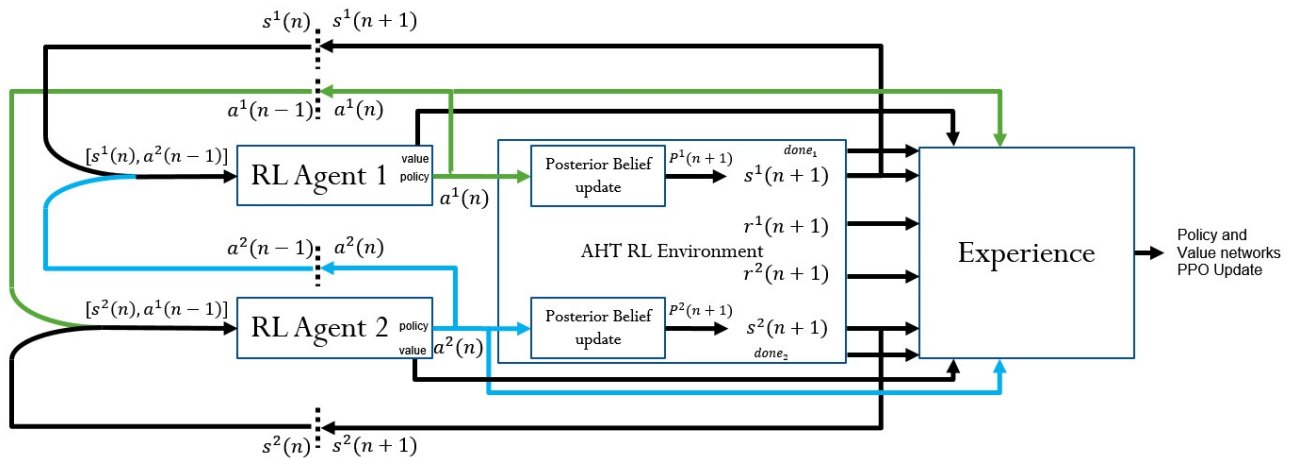 s¹(n) s¹(n + 1)
a¹(n − 1) a¹(n)
[s¹(n), a²(n − 1)]
RL Agent 1
value
policy
a¹(n)
Posterior Belief
update
P¹(n + 1)
done₁
s¹(n + 1)
r¹(n + 1)
AHT RL Environment
r²(n + 1)
Experience
Policy and
Value networks
PPO Update
a²(n − 1) a²(n)
[s²(n), a¹(n − 1)]
RL Agent 2
policy
value
a²(n)
Posterior Belief
update
P²(n + 1)
s²(n + 1)
done₂
s²(n) s²(n + 1)